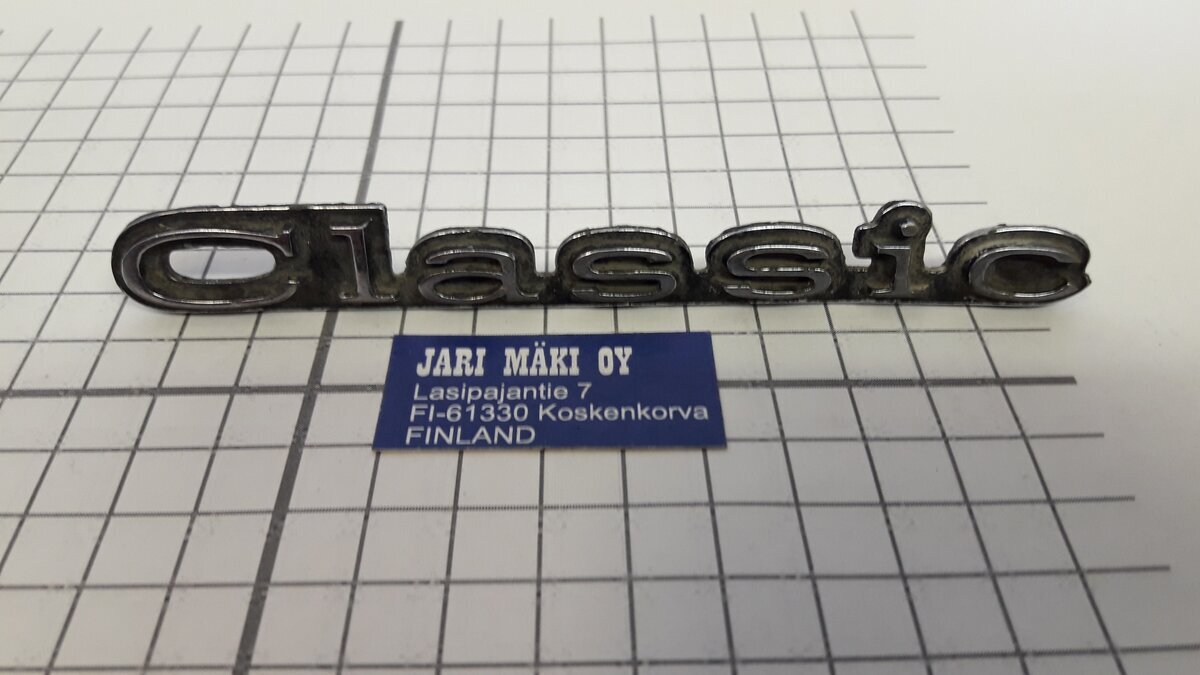 Classic
JARI MÄKI OY
Lasipajantie 7
FI-61330 Koskenkorva
FINLAND